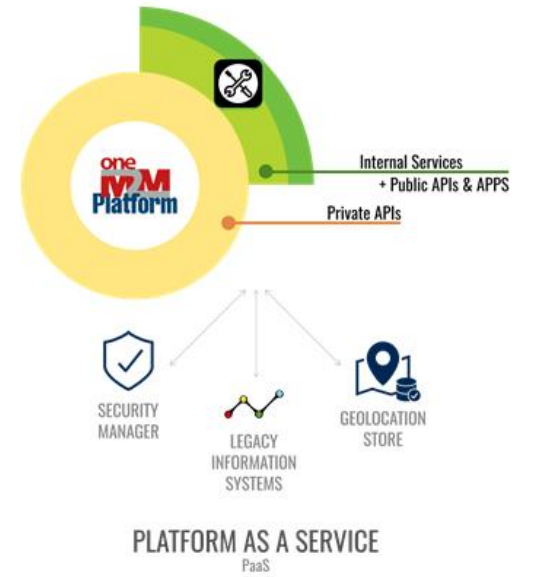 one
M2M
Platform
Internal Services
+ Public APIs & APPS
Private APIs
SECURITY
MANAGER
LEGACY
INFORMATION
SYSTEMS
GEOLOCATION
STORE
PLATFORM AS A SERVICE
PaaS